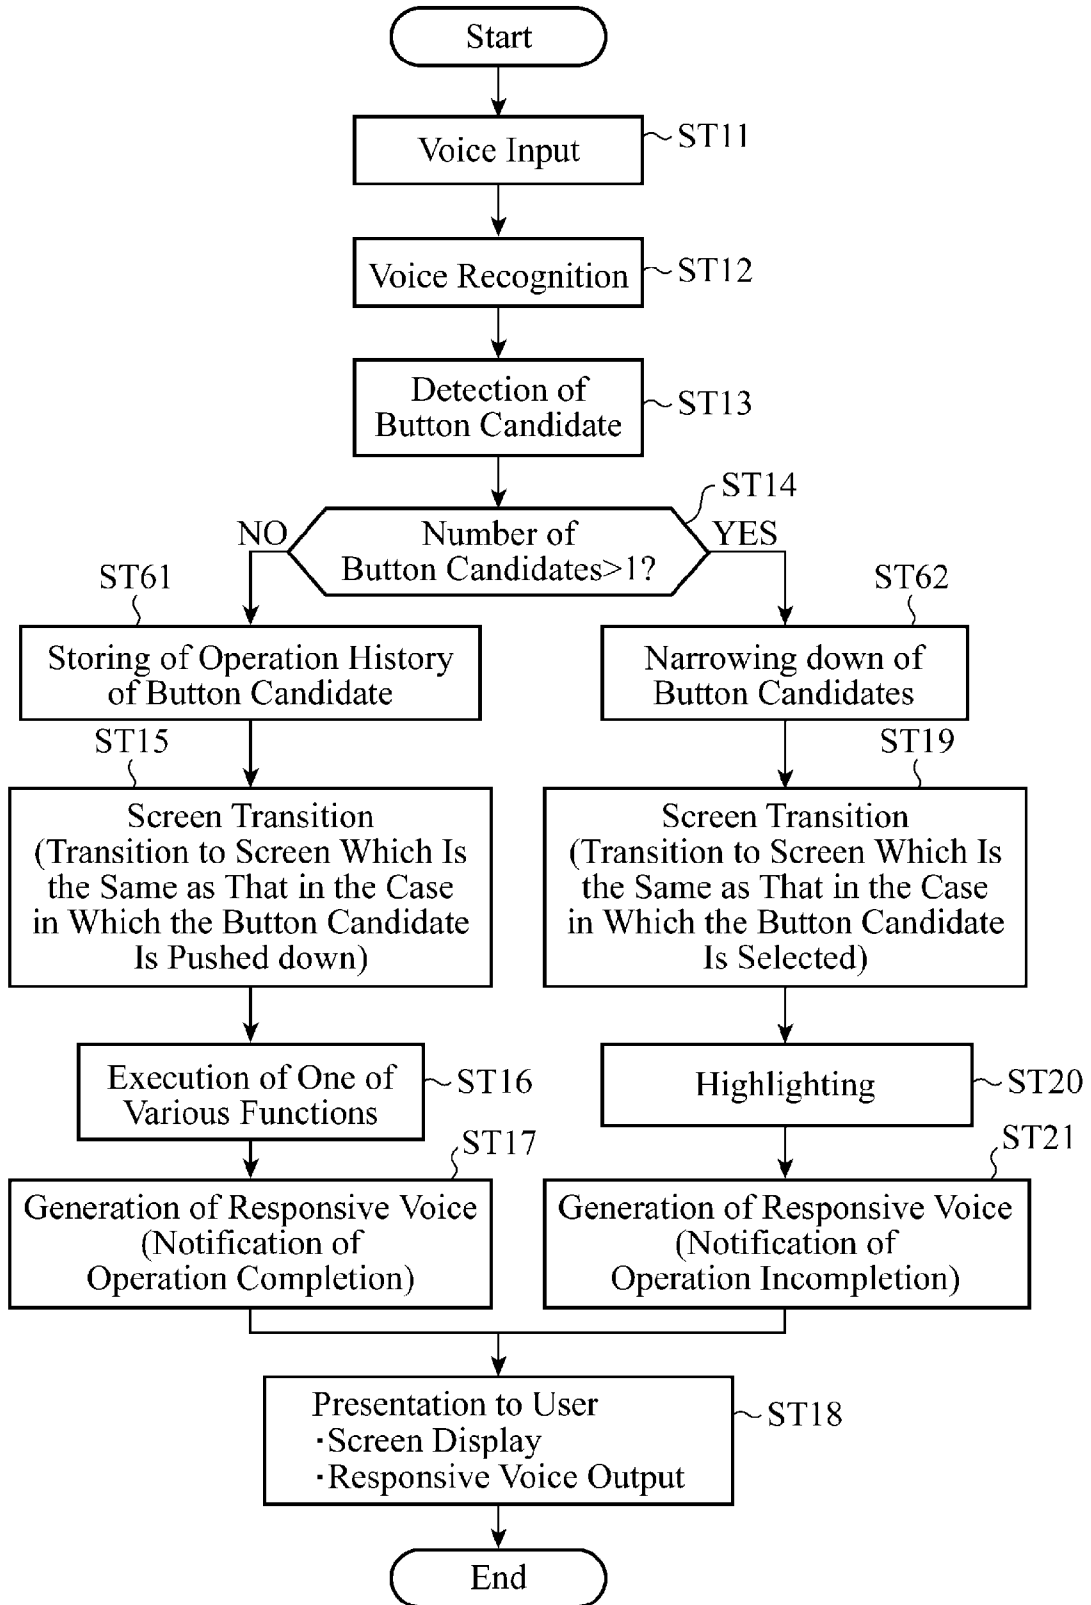 Start
Voice Input
ST11
Voice Recognition
ST12
Detection of
Button Candidate
ST13
ST14
Number of
Button Candidates>1?
NO
YES
ST61
Storing of Operation History
of Button Candidate
ST62
Narrowing down of
Button Candidates
ST15
Screen Transition
(Transition to Screen Which Is
the Same as That in the Case
in Which the Button Candidate
Is Pushed down)
ST19
Screen Transition
(Transition to Screen Which Is
the Same as That in the Case
in Which the Button Candidate
Is Selected)
Execution of One of
Various Functions
ST16
Highlighting
ST20
ST17
Generation of Responsive Voice
(Notification of
Operation Completion)
ST21
Generation of Responsive Voice
(Notification of
Operation Incompletion)
Presentation to User
・Screen Display
・Responsive Voice Output
ST18
End